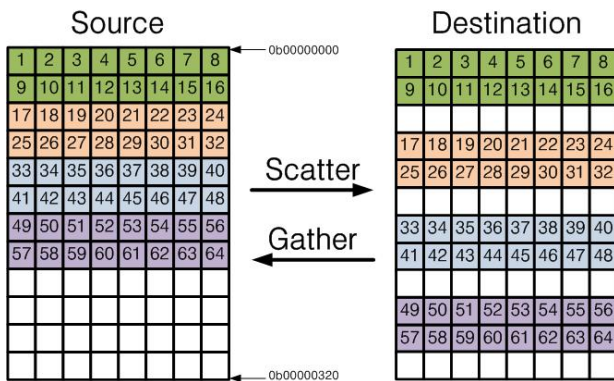 Source
Destination
0b00000000
1 2 3 4 5 6 7 8
9 10 11 12 13 14 15 16
17 18 19 20 21 22 23 24
25 26 27 28 29 30 31 32
33 34 35 36 37 38 39 40
41 42 43 44 45 46 47 48
49 50 51 52 53 54 55 56
57 58 59 60 61 62 63 64
0b00000320
Scatter
Gather
1 2 3 4 5 6 7 8
9 10 11 12 13 14 15 16
17 18 19 20 21 22 23 24
25 26 27 28 29 30 31 32
33 34 35 36 37 38 39 40
41 42 43 44 45 46 47 48
49 50 51 52 53 54 55 56
57 58 59 60 61 62 63 64